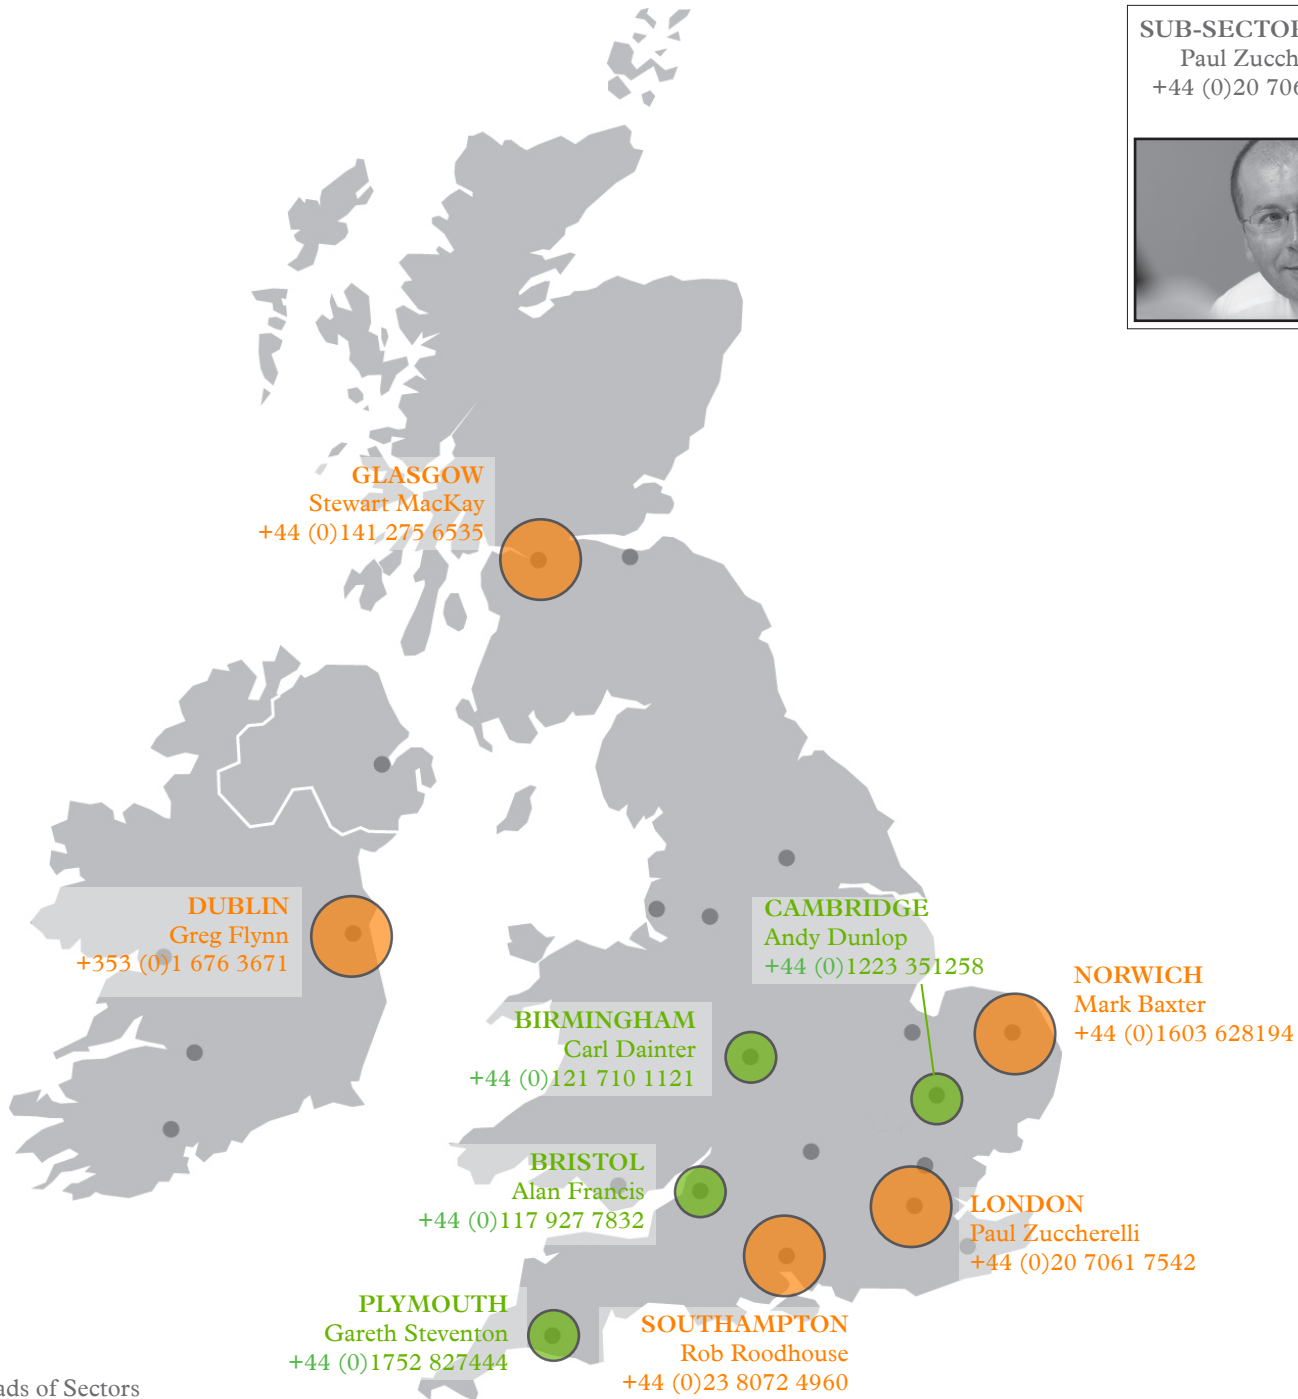 SUB-SECTOR
Paul Zucch
+44 (0)20 706
GLASGOW
Stewart MacKay
+44 (0)141 275 6535
DUBLIN
Greg Flynn
+353 (0)1 676 3671
CAMBRIDGE
Andy Dunlop
+44 (0)1223 351258
NORWICH
Mark Baxter
+44 (0)1603 628194
BIRMINGHAM
Carl Dainter
+44 (0)121 710 1121
BRISTOL
Alan Francis
+44 (0)117 927 7832
LONDON
Paul Zuccherelli
+44 (0)20 7061 7542
PLYMOUTH
Gareth Steventon
+44 (0)1752 827444
SOUTHAMPTON
Rob Roodhouse
+44 (0)23 8072 4960
ads of Sectors